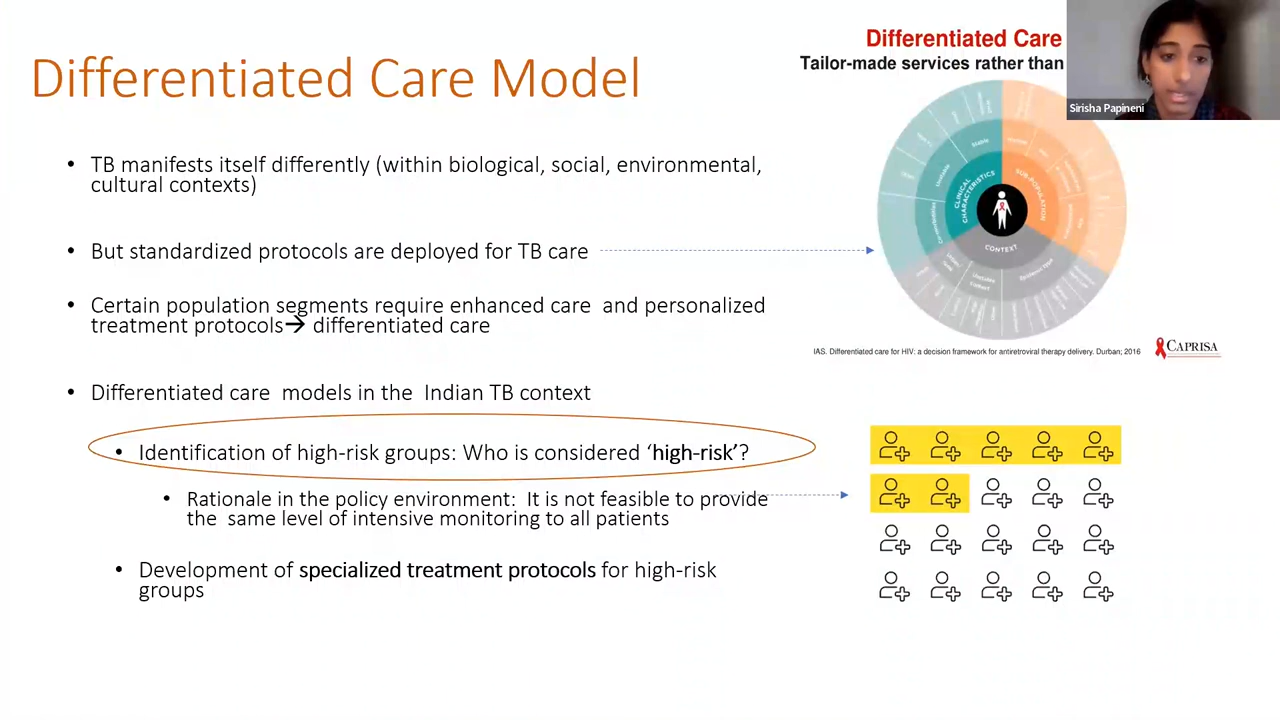 Differentiated Care Model
• TB manifests itself differently (within biological, social, environmental,
cultural contexts)
• But standardized protocols are deployed for TB care
• Certain population segments require enhanced care and personalized
treatment protocols→ differentiated care
• Differentiated care models in the Indian TB context
• Identification of high-risk groups: Who is considered ‘high-risk’?
• Rationale in the policy environment: It is not feasible to provide
the same level of intensive monitoring to all patients
• Development of specialized treatment protocols for high-risk
groups
Differentiated Care
Tailor-made services rather than
Sirisha Papineni
CLINICAL
CHARACTERISTICS
SUB-POPULATION
CONTEXT
Stable
Unstable
IAS. Differentiated care for HIV: a decision framework for antiretroviral therapy delivery. Durban; 2016
CAPRISA